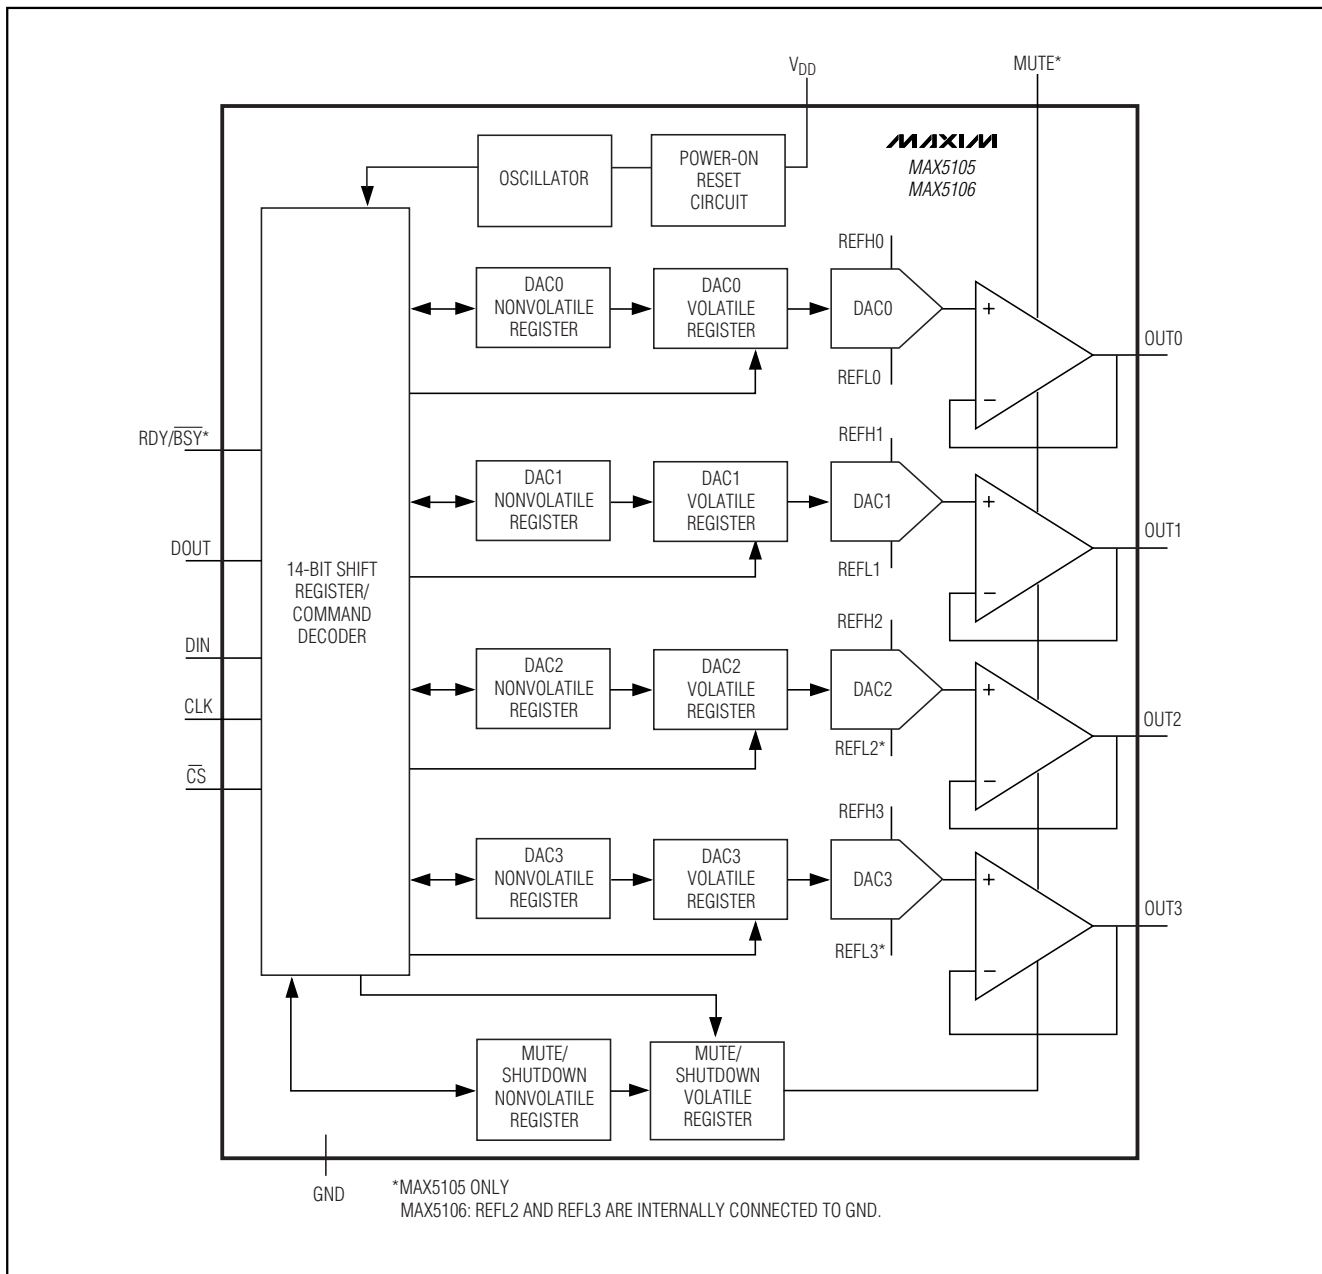 VDD
MUTE*
MAXIM
MAX5105
MAX5106
OSCILLATOR
POWER-ON
RESET
CIRCUIT
REFH0
DAC0
NONVOLATILE
REGISTER
DAC0
VOLATILE
REGISTER
DAC0
+
−
OUT0
REFL0
RDY/BSY*
REFH1
DAC1
NONVOLATILE
REGISTER
DAC1
VOLATILE
REGISTER
DAC1
+
−
OUT1
REFL1
DOUT
14-BIT SHIFT
REGISTER/
COMMAND
DECODER
DIN
CLK
CS
REFH2
DAC2
NONVOLATILE
REGISTER
DAC2
VOLATILE
REGISTER
DAC2
+
−
OUT2
REFL2*
REFH3
DAC3
NONVOLATILE
REGISTER
DAC3
VOLATILE
REGISTER
DAC3
+
−
OUT3
REFL3*
MUTE/
SHUTDOWN
NONVOLATILE
REGISTER
MUTE/
SHUTDOWN
VOLATILE
REGISTER
GND
*MAX5105 ONLY
MAX5106: REFL2 AND REFL3 ARE INTERNALLY CONNECTED TO GND.